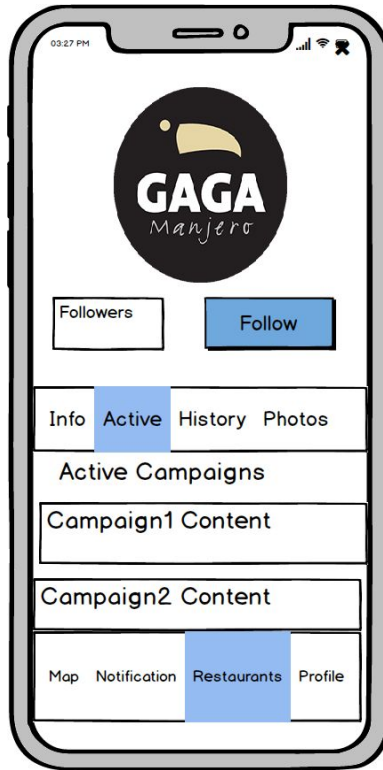 03:27 PM
GAGA
Manjero
Followers
Follow
Info Active History Photos
Active Campaigns
Campaign1 Content
Campaign2 Content
Map Notification Restaurants Profile